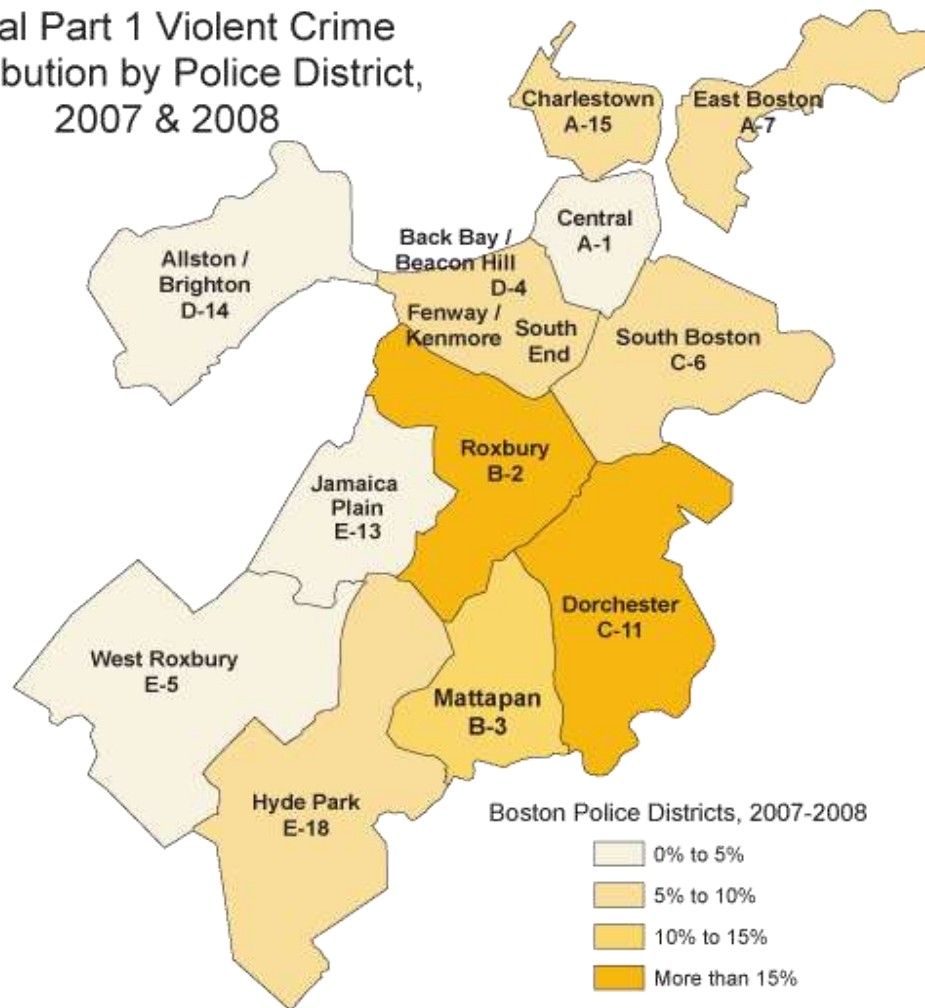 al Part 1 Violent Crime
bution by Police District,
2007 & 2008
Charlestown
A-15
East Boston
A-7
Central
A-1
Back Bay /
Beacon Hill
D-4
Allston /
Brighton
D-14
Fenway /
Kenmore
South
End
South Boston
C-6
Roxbury
B-2
Jamaica
Plain
E-13
Dorchester
C-11
West Roxbury
E-5
Mattapan
B-3
Hyde Park
E-18
Boston Police Districts, 2007-2008
0% to 5%
5% to 10%
10% to 15%
More than 15%